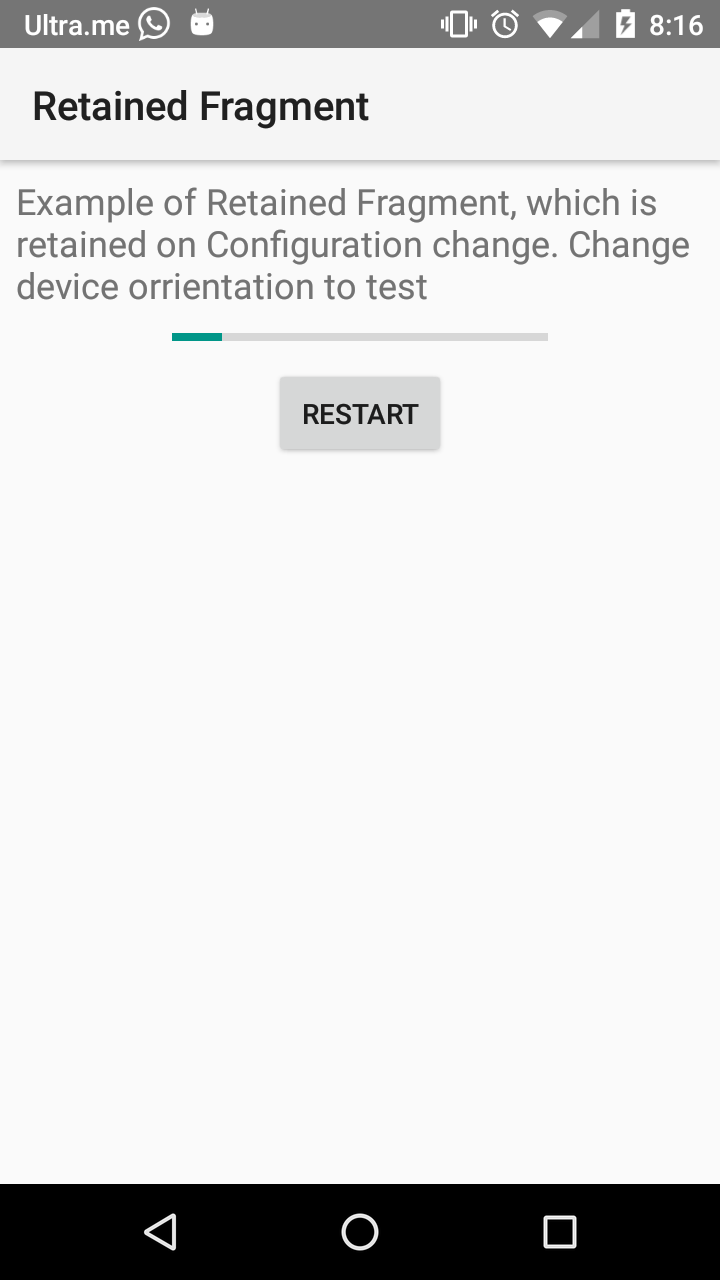 Ultra.me 8:16
Retained Fragment
Example of Retained Fragment, which is
retained on Configuration change. Change
device orrientation to test
RESTART